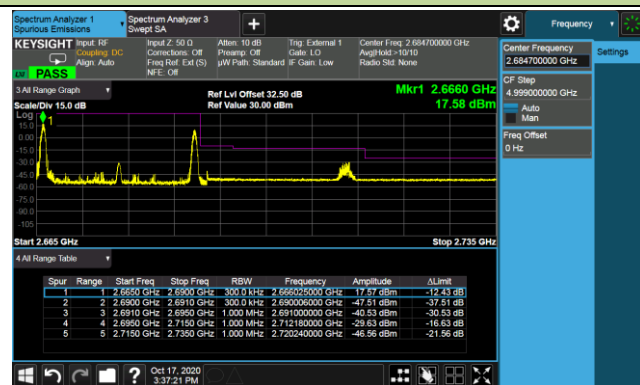 Spectrum Analyzer 1
Spurious Emissions
Spectrum Analyzer 3
Swept SA
Frequency
KEYSIGHT
Input: RF
Coupling: DC
Align: Auto
Input Z: 50 Ω
Corrections: Off
Freq Ref: Ext (S)
NFE: Off
Atten: 10 dB
Preamp: Off
µW Path: Standard
Trig: External 1
Gate: LO
IF Gain: Low
Center Freq: 2.684700000 GHz
Avg|Hold:>10/10
Radio Std: None
PASS
Center Frequency
2.684700000 GHz
Settings
CF Step
4.999000000 GHz
Auto
Man
Freq Offset
0 Hz
3 All Range Graph
Scale/Div 15.0 dB
Ref Lvl Offset 32.50 dB
Ref Value 30.00 dBm
Mkr1 2.6660 GHz
17.58 dBm
Log
1
15.0
0.00
-15.0
-30.0
-45.0
-60.0
-75.0
-90.0
-105
Start 2.665 GHz
Stop 2.735 GHz
4 All Range Table
Spur Range Start Freq Stop Freq RBW Frequency Amplitude ΔLimit
1 1 2.6650 GHz 2.6900 GHz 300.0 kHz 2.666025000 GHz 17.57 dBm -12.43 dB
2 2 2.6900 GHz 2.6910 GHz 300.0 kHz 2.690006000 GHz -47.51 dBm -37.51 dB
3 3 2.6910 GHz 2.6950 GHz 1.000 MHz 2.691000000 GHz -40.53 dBm -30.53 dB
4 4 2.6950 GHz 2.7150 GHz 1.000 MHz 2.712180000 GHz -29.63 dBm -16.63 dB
5 5 2.7150 GHz 2.7350 GHz 1.000 MHz 2.720240000 GHz -46.56 dBm -21.56 dB
Oct 17, 2020
3:37:21 PM